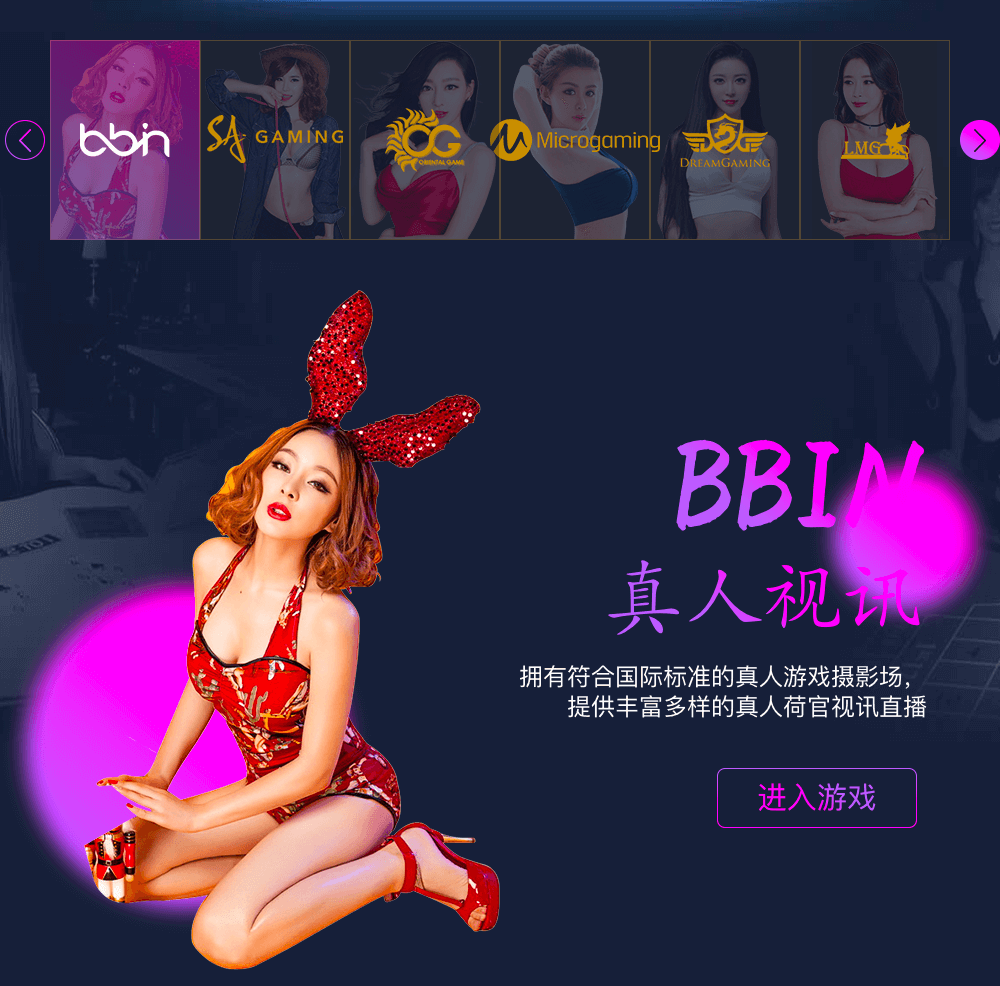 bbin
SA GAMING
OG
ORIENTAL GAME
Microgaming
DREAMGAMING
LMG
BBIN
真人视讯
拥有符合国际标准的真人游戏摄影场，
提供丰富多样的真人荷官视讯直播
进入游戏